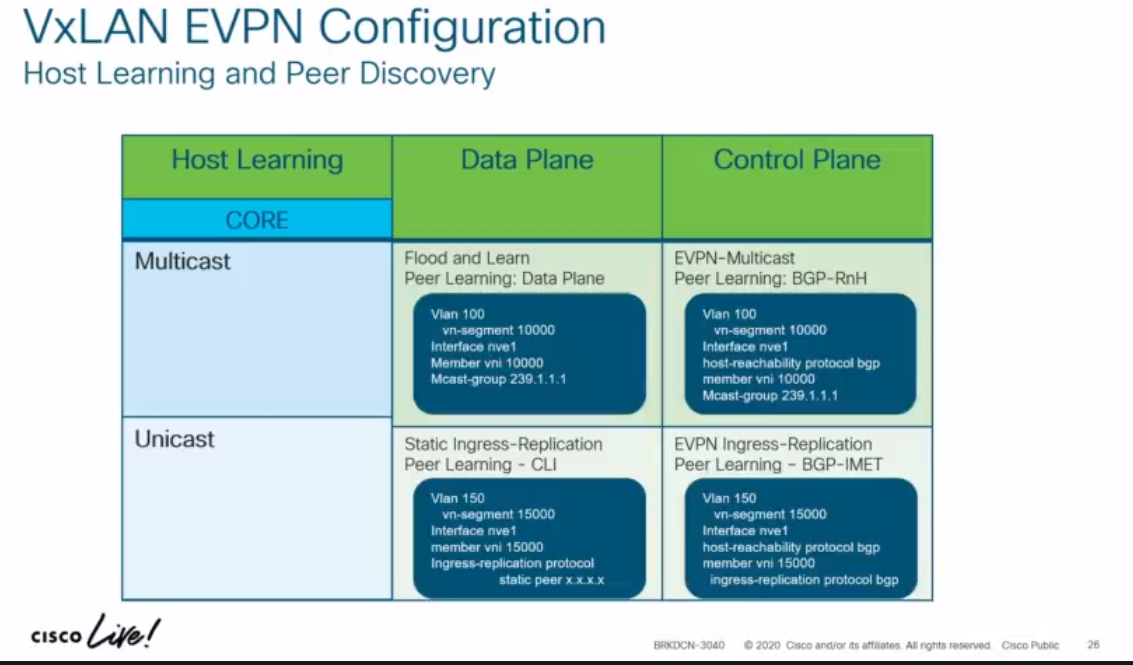 VxLAN EVPN Configuration
Host Learning and Peer Discovery
Host Learning
Data Plane
Control Plane
CORE
Multicast
Flood and Learn
Peer Learning: Data Plane
Vlan 100
vn-segment 10000
Interface nve1
Member vni 10000
Mcast-group 239.1.1.1
EVPN-Multicast
Peer Learning: BGP-RnH
Vlan 100
vn-segment 10000
Interface nve1
host-reachability protocol bgp
member vni 10000
Mcast-group 239.1.1.1
Unicast
Static Ingress-Replication
Peer Learning - CLI
Vlan 150
vn-segment 15000
Interface nve1
member vni 15000
Ingress-replication protocol
static peer x.x.x.x
EVPN Ingress-Replication
Peer Learning – BGP-IMET
Vlan 150
vn-segment 15000
Interface nve1
host-reachability protocol bgp
member vni 15000
ingress-replication protocol bgp
CISCO Live!
BRKDCN-3040 © 2020 Cisco and/or its affiliates. All rights reserved. Cisco Public 26